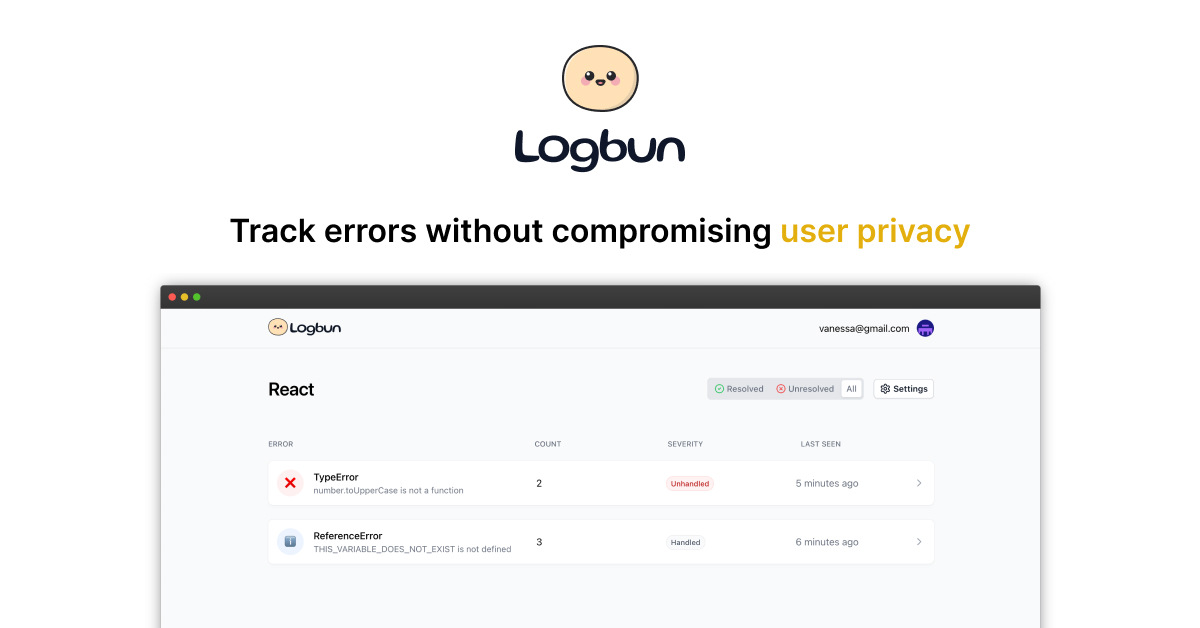 Logbun
Track errors without compromising user privacy
Logbun
vanessa@gmail.com
React
Resolved Unresolved All Settings
ERROR COUNT SEVERITY LAST SEEN
TypeError
number.toUpperCase is not a function
2 Unhandled 5 minutes ago
ReferenceError
THIS_VARIABLE_DOES_NOT_EXIST is not defined
3 Handled 6 minutes ago